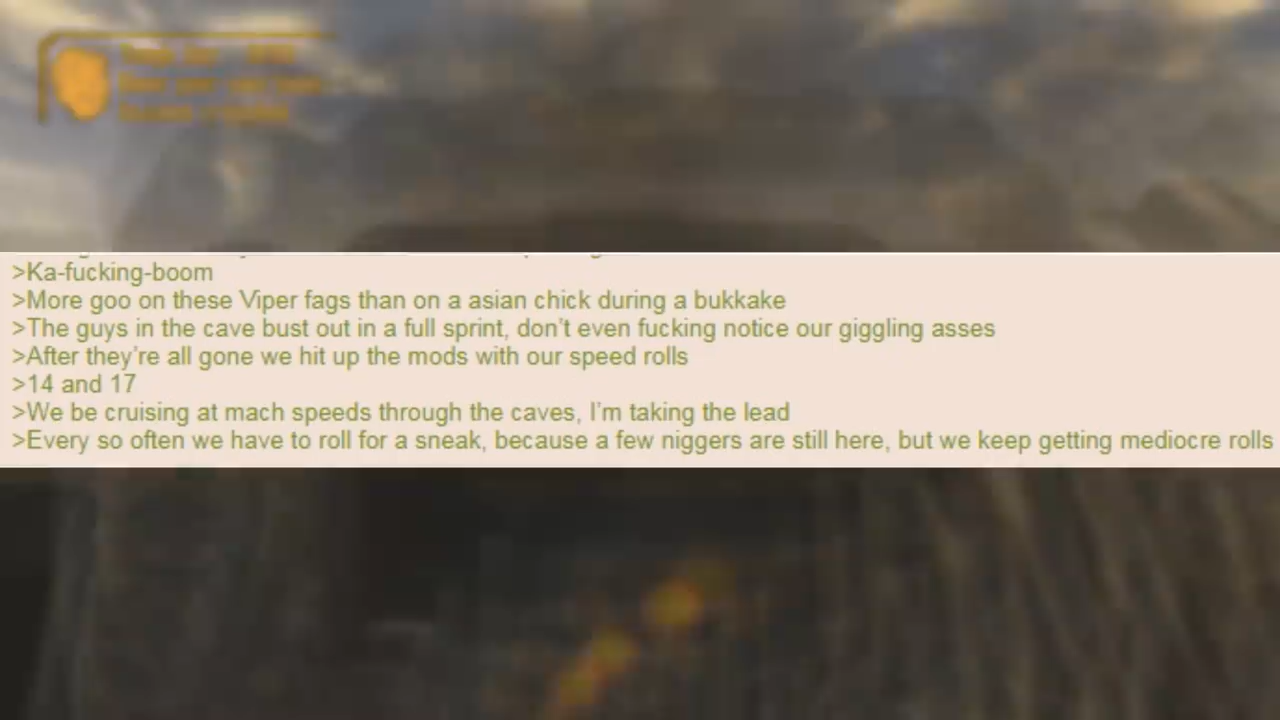 >Ka-fucking-boom
>More goo on these Viper fags than on a asian chick during a bukkake
>The guys in the cave bust out in a full sprint, don't even fucking notice our giggling asses
>After they're all gone we hit up the mods with our speed rolls
>14 and 17
>We be cruising at mach speeds through the caves, I'm taking the lead
>Every so often we have to roll for a sneak, because a few niggers are still here, but we keep getting mediocre rolls